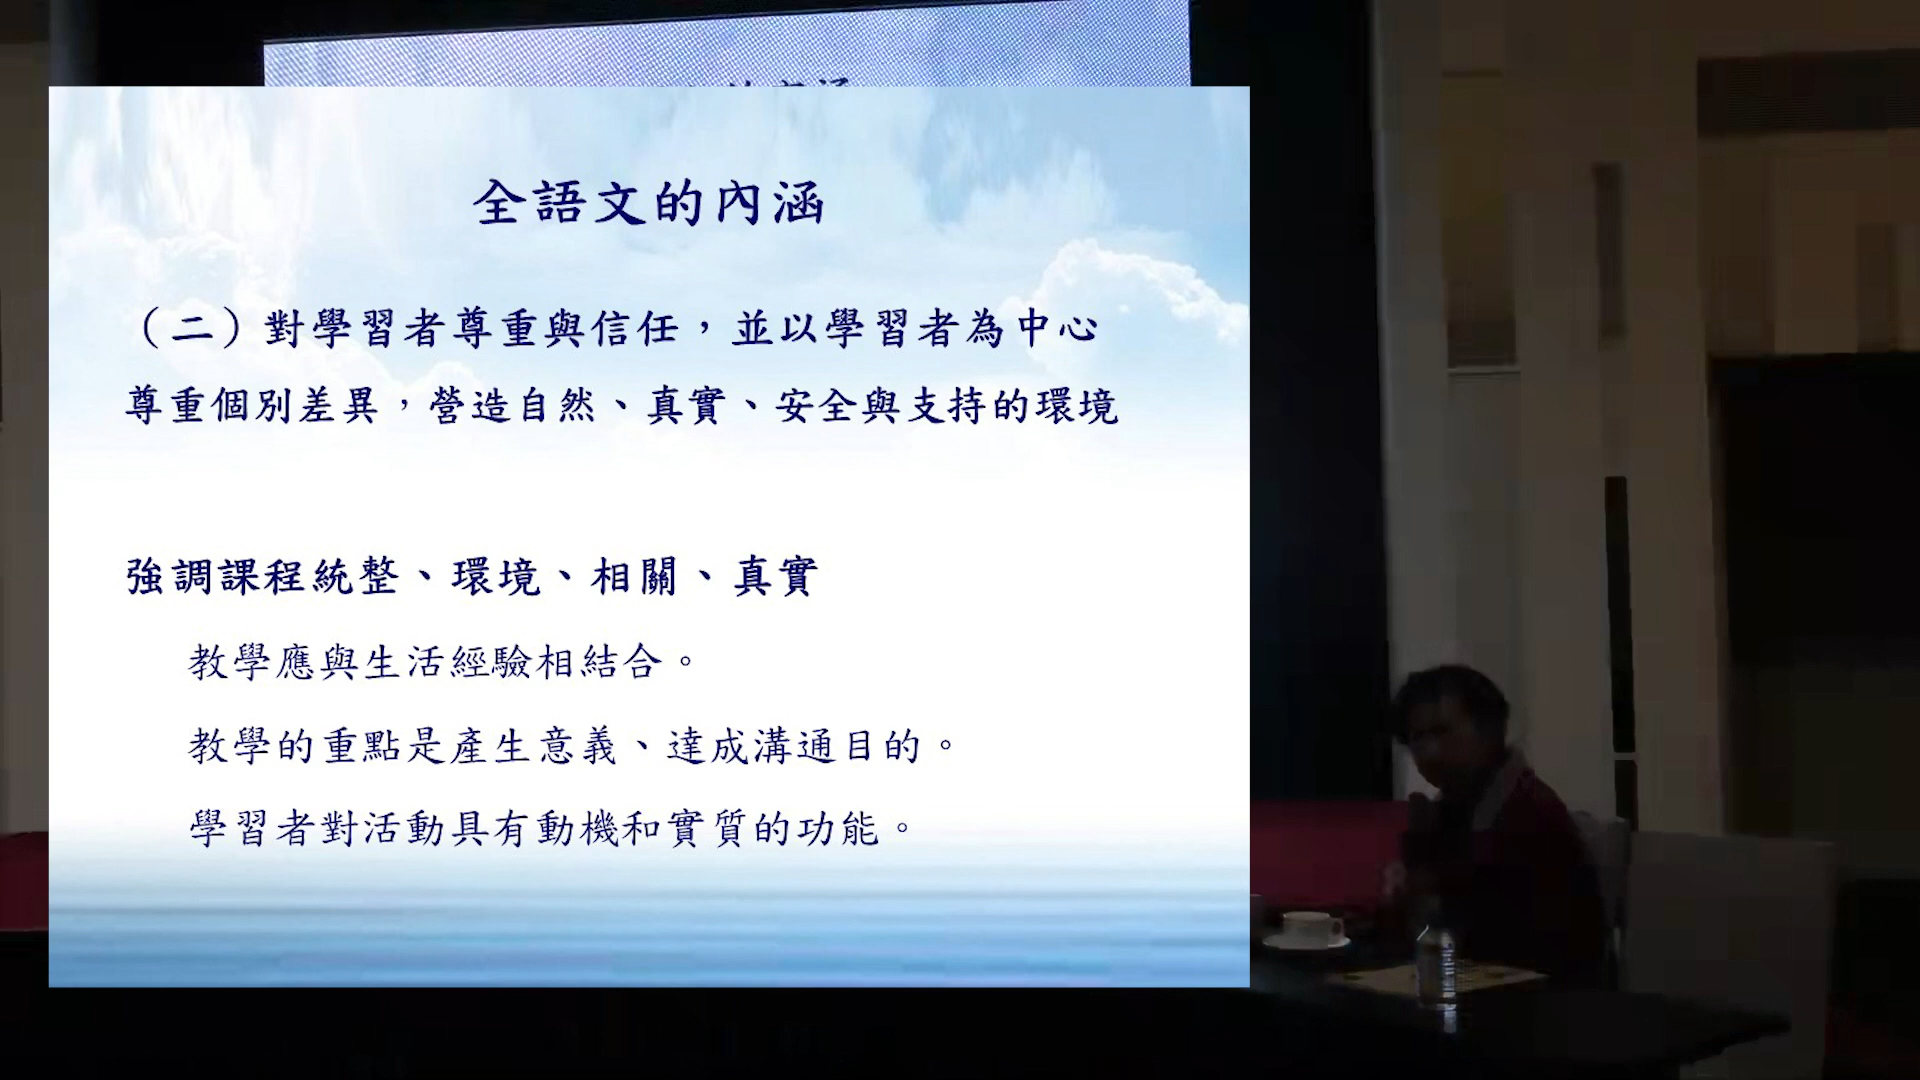 全語文的內涵
（二）對學習者尊重與信任，並以學習者為中心
尊重個別差異，營造自然、真實、安全與支持的環境
強調課程統整、環境、相關、真實
教學應與生活經驗相結合。
教學的重點是產生意義、達成溝通目的。
學習者對活動具有動機和實質的功能。